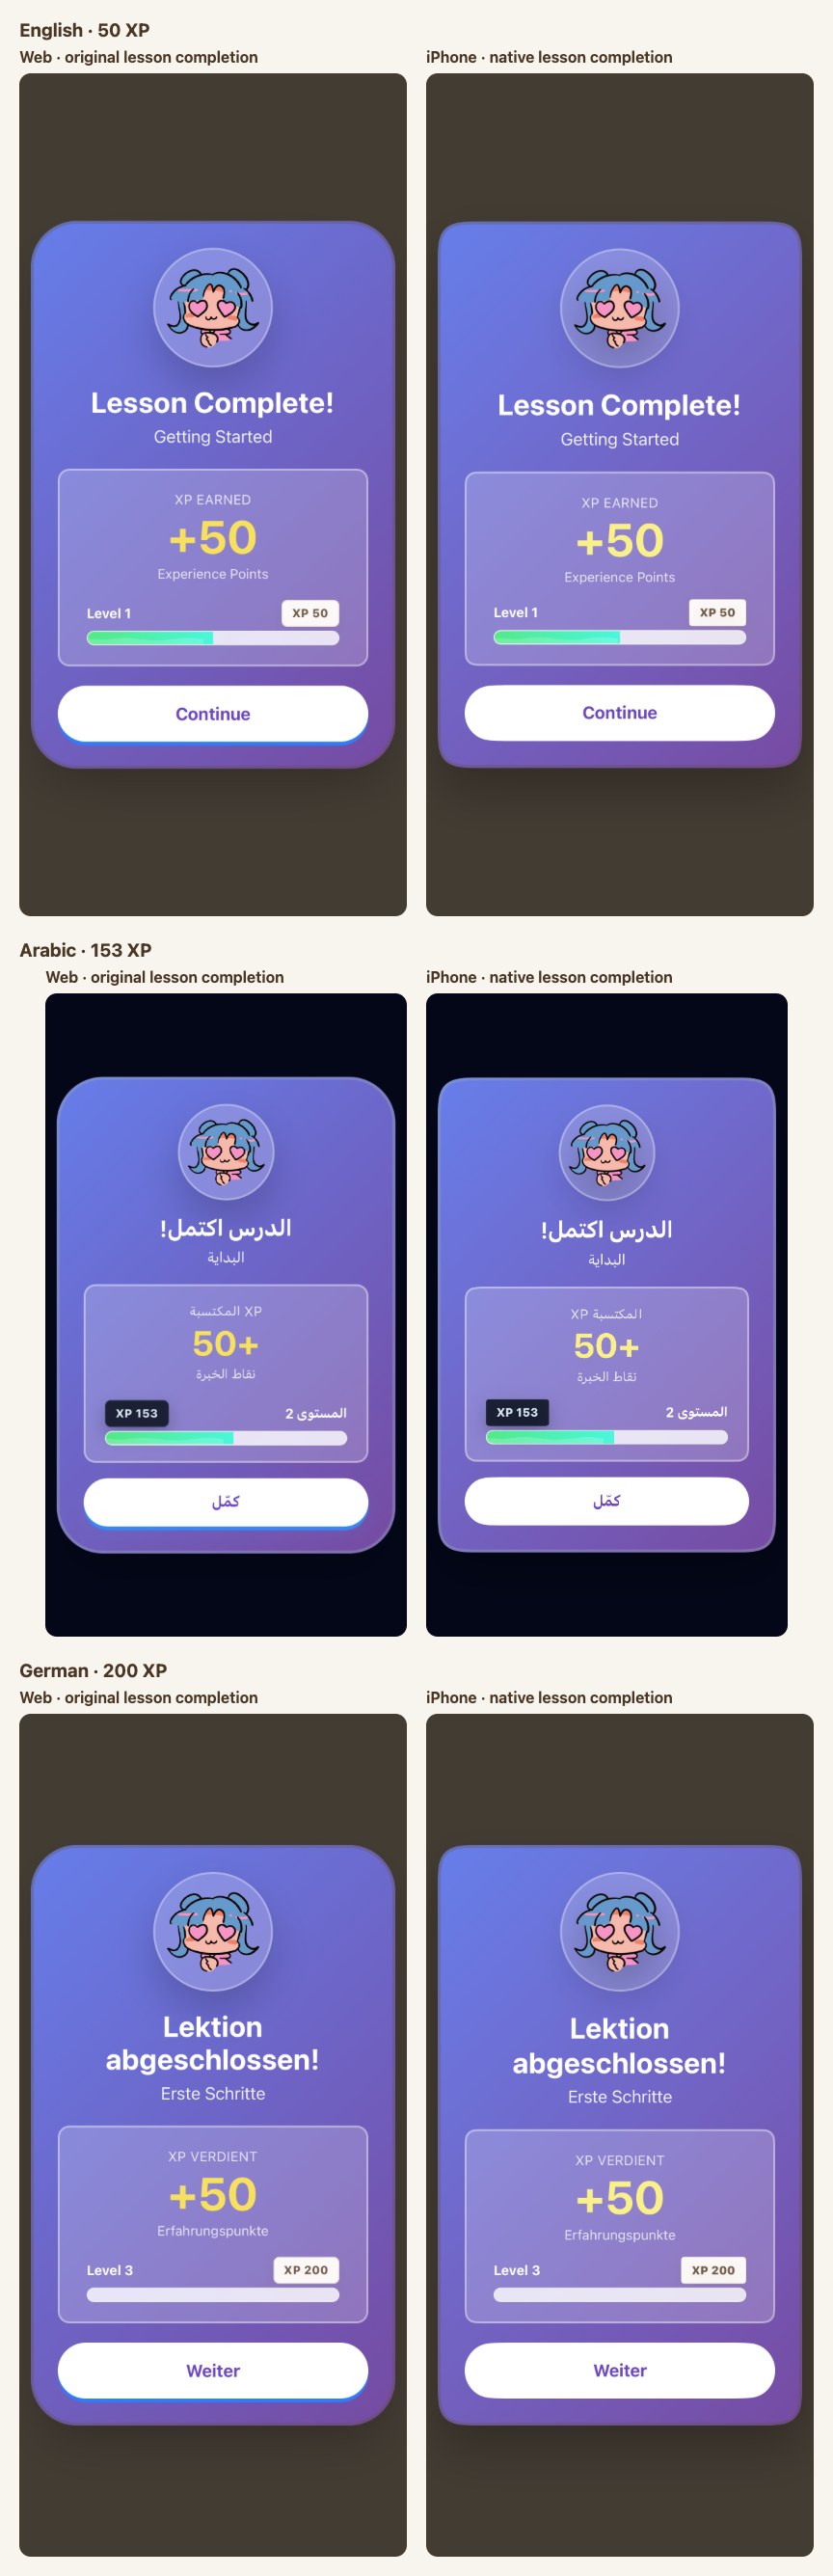 English · 50 XP
Web · original lesson completion
iPhone · native lesson completion
Lesson Complete!
Getting Started
XP EARNED
+50
Experience Points
Level 1
XP 50
Continue
Lesson Complete!
Getting Started
XP EARNED
+50
Experience Points
Level 1
XP 50
Continue
Arabic · 153 XP
Web · original lesson completion
iPhone · native lesson completion
الدرس اكتمل!
البداية
XP المكتسبة
50+
نقاط الخبرة
المستوى 2
XP 153
كمّل
الدرس اكتمل!
البداية
المكتسبة XP
50+
نقاط الخبرة
المستوى 2
XP 153
كمّل
German · 200 XP
Web · original lesson completion
iPhone · native lesson completion
Lektion
abgeschlossen!
Erste Schritte
XP VERDIENT
+50
Erfahrungspunkte
Level 3
XP 200
Weiter
Lektion
abgeschlossen!
Erste Schritte
XP VERDIENT
+50
Erfahrungspunkte
Level 3
XP 200
Weiter